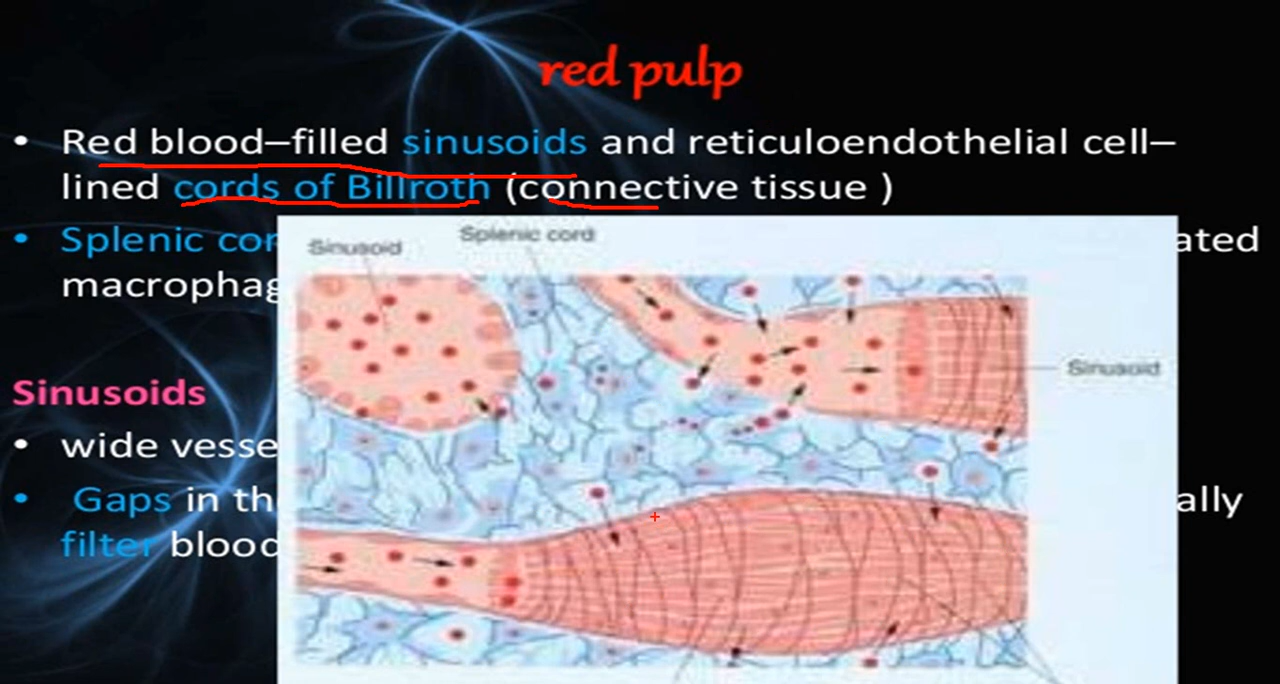 red pulp
• Red blood–filled sinusoids and reticuloendothelial cell–
lined cords of Billroth (connective tissue )
• Splenic cor ated
macrophag
Sinusoid
Splenic cord
Sinusoid
Sinusoids
• wide vesse
• Gaps in th ally
filter blood